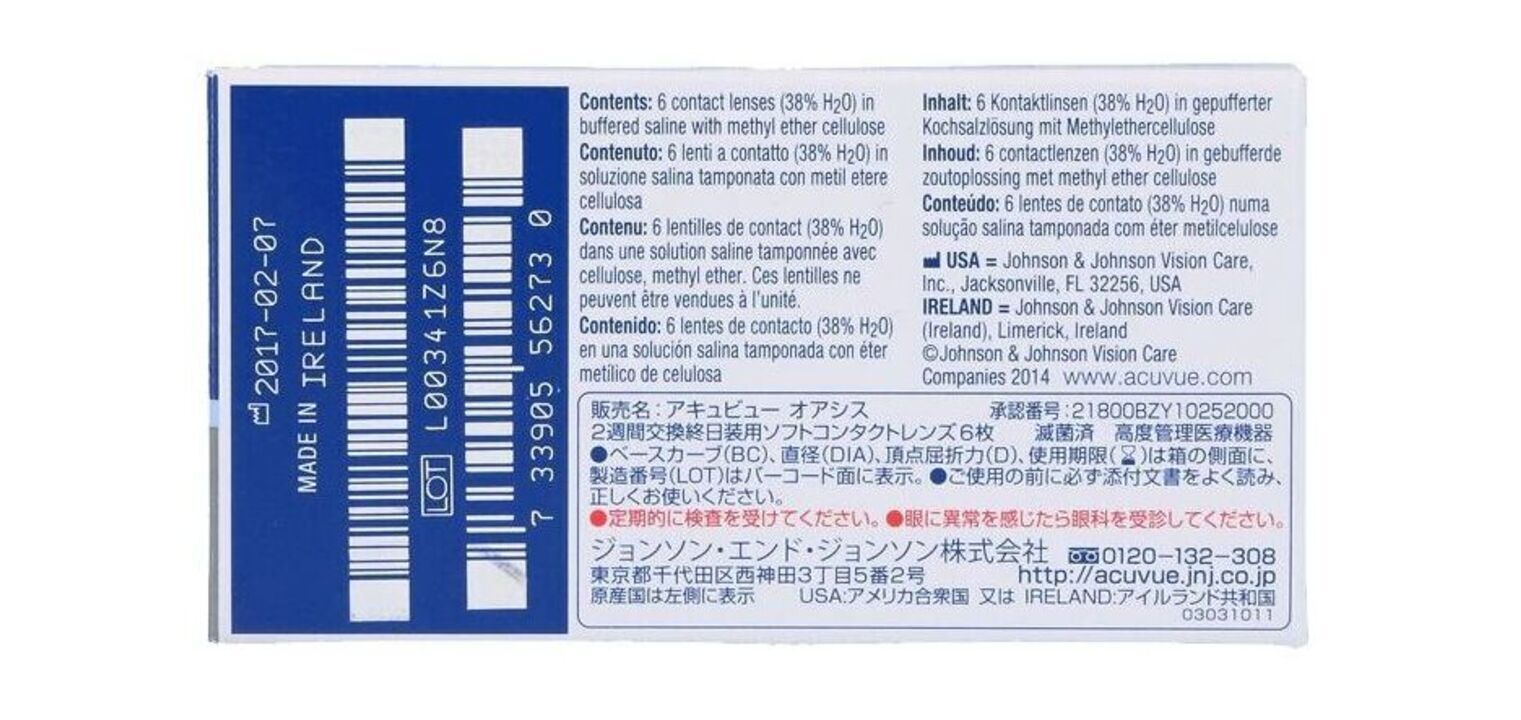 2017-02-07
MADE IN IRELAND
LOT L00341Z6N8
7 33905 56273 0
Contents: 6 contact lenses (38% H2O) in
buffered saline with methyl ether cellulose
Contenuto: 6 lenti a contatto (38% H2O) in
soluzione salina tamponata con metil etere
cellulosa
Contenu: 6 lentilles de contact (38% H2O)
dans une solution saline tamponnée avec
cellulose, methyl ether. Ces lentilles ne
peuvent être vendues à l'unité.
Contenido: 6 lentes de contacto (38% H2O)
en una solución salina tamponada con éter
metílico de celulosa
Inhalt: 6 Kontaktlinsen (38% H2O) in gepufferter
Kochsalzlösung mit Methylethercellulose
Inhoud: 6 contactlenzen (38% H2O) in gebufferde
zoutoplossing met methyl ether cellulose
Conteúdo: 6 lentes de contato (38% H2O) numa
solução salina tamponada com éter metilcelulose
USA = Johnson & Johnson Vision Care,
Inc., Jacksonville, FL 32256, USA
IRELAND = Johnson & Johnson Vision Care
(Ireland), Limerick, Ireland
©Johnson & Johnson Vision Care
Companies 2014 www.acuvue.com
販売名：アキュビュー オアシス 承認番号：21800BZY10252000
2週間交換終日装用ソフトコンタクトレンズ6枚 滅菌済 高度管理医療機器
●ベースカーブ(BC)、直径(DIA)、頂点屈折力(D)、使用期限(⌛)は箱の側面に、
製造番号(LOT)はバーコード面に表示。●ご使用の前に必ず添付文書をよく読み、
正しくお使いください。
●定期的に検査を受けてください。●眼に異常を感じたら眼科を受診してください。
ジョンソン・エンド・ジョンソン株式会社 0120-132-308
東京都千代田区西神田3丁目5番2号 http://acuvue.jnj.co.jp
原産国は左側に表示 USA:アメリカ合衆国 又は IRELAND:アイルランド共和国
03031011